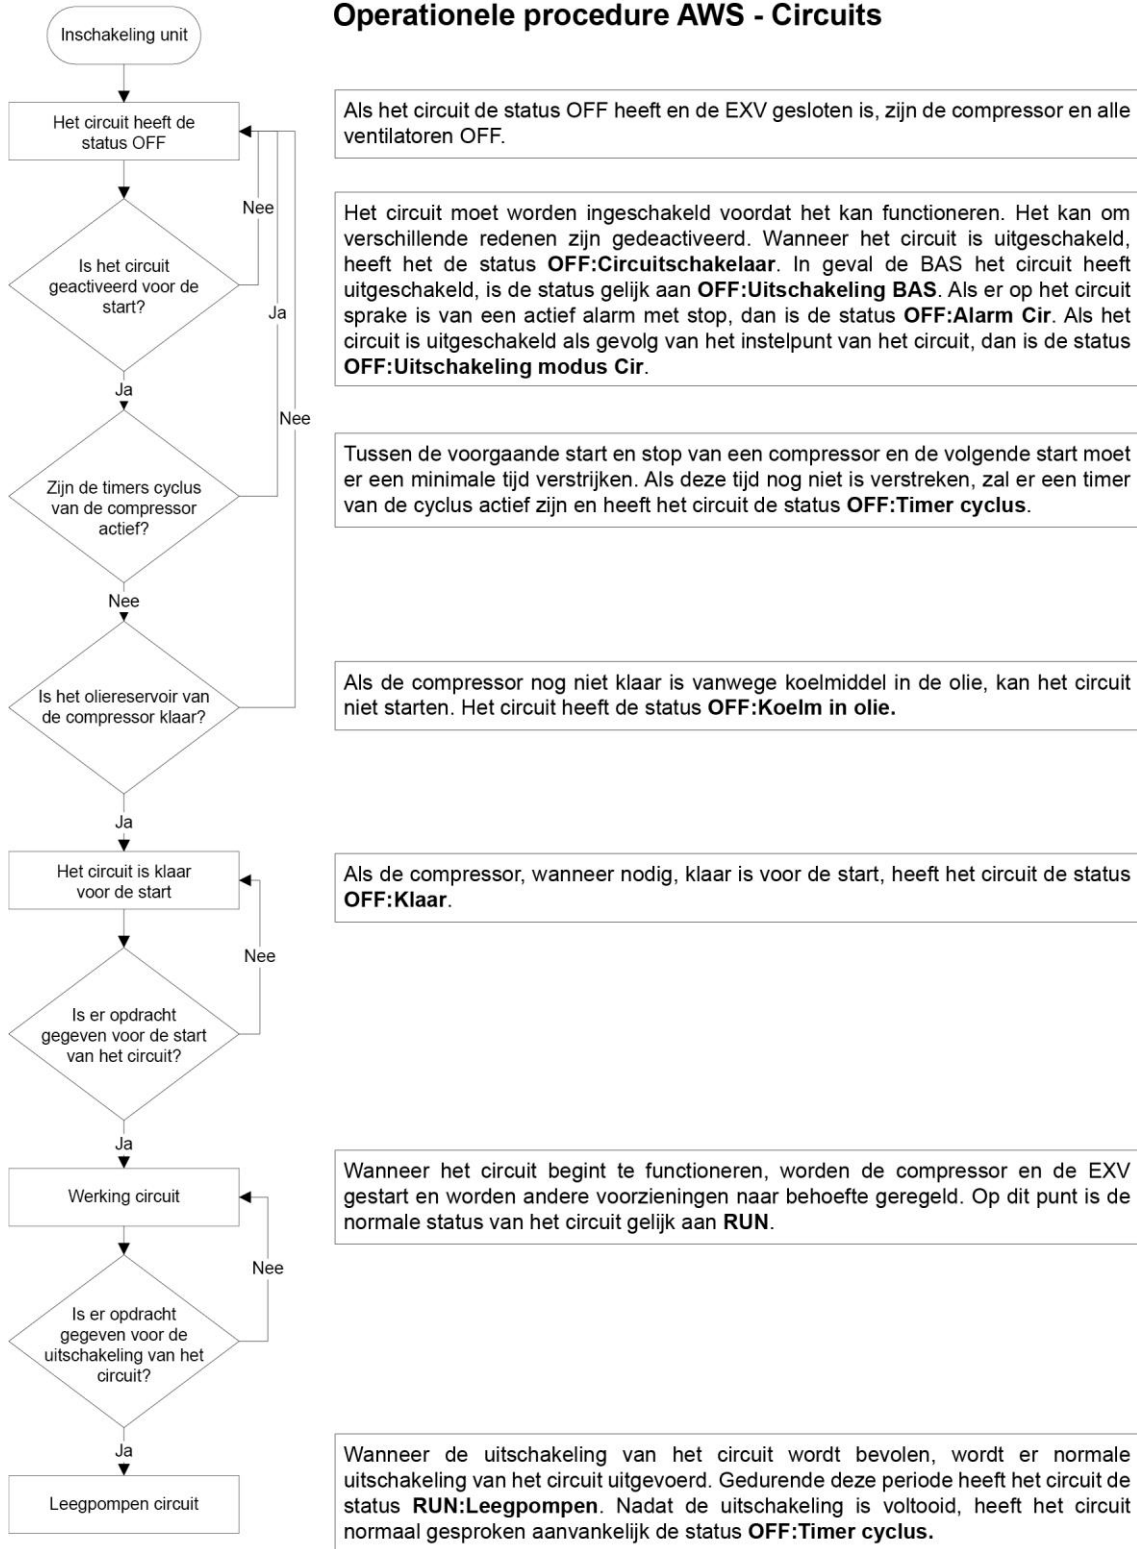 Operationele procedure AWS - Circuits
Inschakeling unit
Het circuit heeft de
status OFF
Als het circuit de status OFF heeft en de EXV gesloten is, zijn de compressor en alle
ventilatoren OFF.
Nee
Is het circuit
geactiveerd voor de
start?
Ja
Het circuit moet worden ingeschakeld voordat het kan functioneren. Het kan om
verschillende redenen zijn gedeactiveerd. Wanneer het circuit is uitgeschakeld,
heeft het de status OFF:Circuitschakelaar. In geval de BAS het circuit heeft
uitgeschakeld, is de status gelijk aan OFF:Uitschakeling BAS. Als er op het circuit
sprake is van een actief alarm met stop, dan is de status OFF:Alarm Cir. Als het
circuit is uitgeschakeld als gevolg van het instelpunt van het circuit, dan is de status
OFF:Uitschakeling modus Cir.
Ja
Nee
Zijn de timers cyclus
van de compressor
actief?
Tussen de voorgaande start en stop van een compressor en de volgende start moet
er een minimale tijd verstrijken. Als deze tijd nog niet is verstreken, zal er een timer
van de cyclus actief zijn en heeft het circuit de status OFF:Timer cyclus.
Nee
Is het oliereservoir van
de compressor klaar?
Als de compressor nog niet klaar is vanwege koelmiddel in de olie, kan het circuit
niet starten. Het circuit heeft de status OFF:Koelm in olie.
Ja
Het circuit is klaar
voor de start
Als de compressor, wanneer nodig, klaar is voor de start, heeft het circuit de status
OFF:Klaar.
Nee
Is er opdracht
gegeven voor de start
van het circuit?
Ja
Werking circuit
Wanneer het circuit begint te functioneren, worden de compressor en de EXV
gestart en worden andere voorzieningen naar behoefte geregeld. Op dit punt is de
normale status van het circuit gelijk aan RUN.
Nee
Is er opdracht
gegeven voor de
uitschakeling van het
circuit?
Ja
Leegpompen circuit
Wanneer de uitschakeling van het circuit wordt bevolen, wordt er normale
uitschakeling van het circuit uitgevoerd. Gedurende deze periode heeft het circuit de
status RUN:Leegpompen. Nadat de uitschakeling is voltooid, heeft het circuit
normaal gesproken aanvankelijk de status OFF:Timer cyclus.